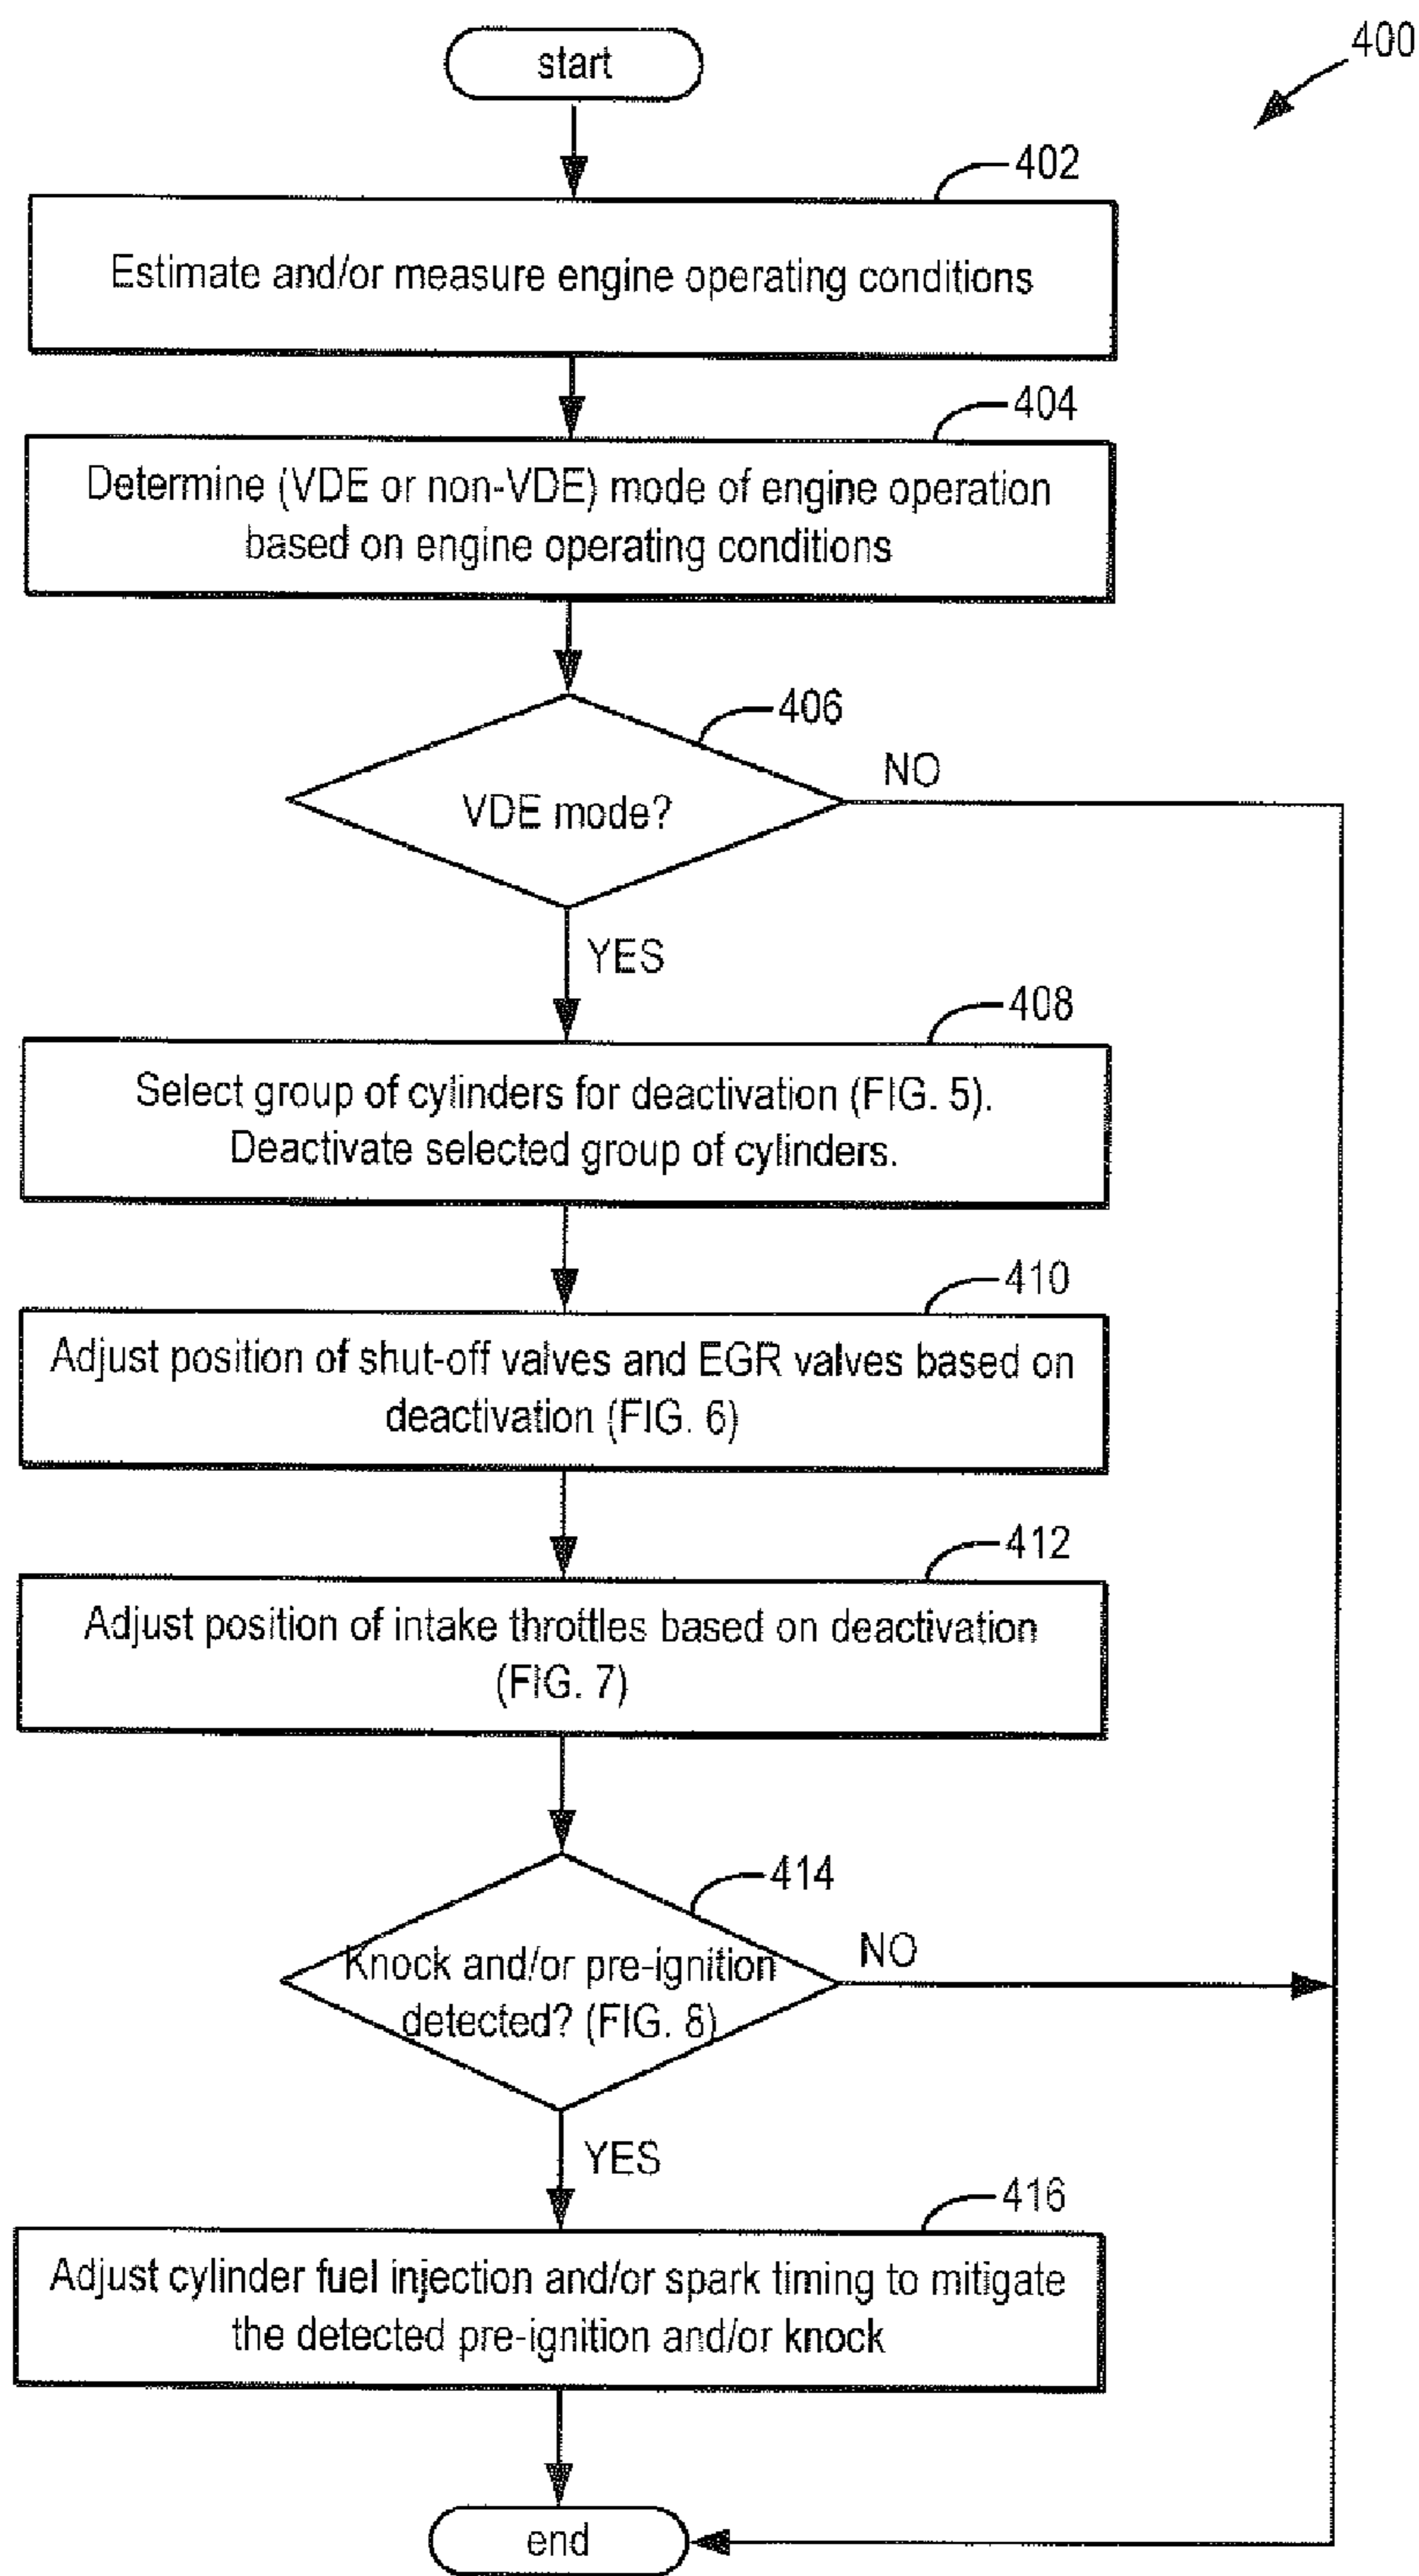 start
400
402
Estimate and/or measure engine operating conditions
404
Determine (VDE or non-VDE) mode of engine operation
based on engine operating conditions
406
VDE mode?
NO
YES
408
Select group of cylinders for deactivation (FIG. 5).
Deactivate selected group of cylinders.
410
Adjust position of shut-off valves and EGR valves based on
deactivation (FIG. 6)
412
Adjust position of intake throttles based on deactivation
(FIG. 7)
414
Knock and/or pre-ignition
detected? (FIG. 8)
NO
YES
416
Adjust cylinder fuel injection and/or spark timing to mitigate
the detected pre-ignition and/or knock
end